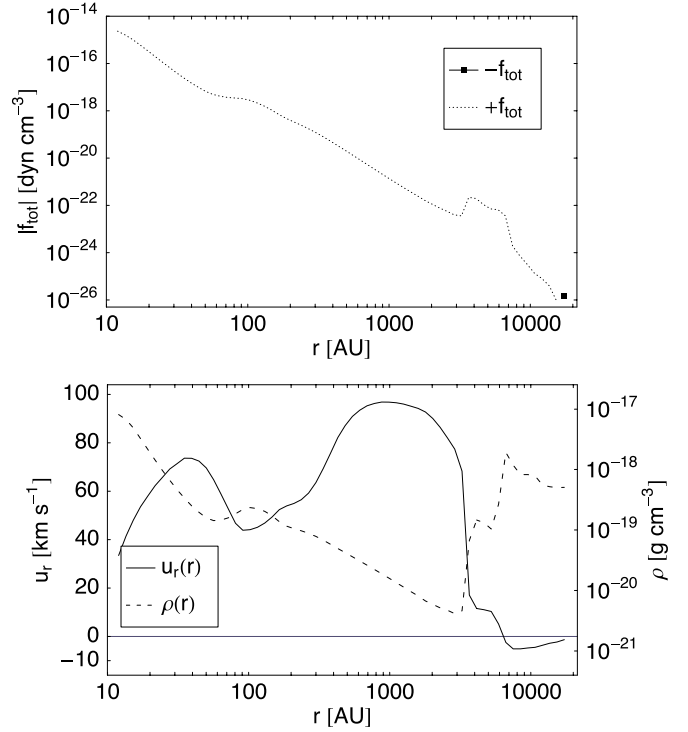 10⁻¹⁴
10⁻¹⁶
10⁻¹⁸
10⁻²⁰
10⁻²²
10⁻²⁴
10⁻²⁶
|f_tot| [dyn cm⁻³]
−f_tot
+f_tot
10 100 1000 10000
r [AU]
100
80
60
40
20
0
−10
u_r [km s⁻¹]
u_r(r)
ρ(r)
10⁻¹⁷
10⁻¹⁸
10⁻¹⁹
10⁻²⁰
10⁻²¹
ρ [g cm⁻³]
10 100 1000 10000
r [AU]